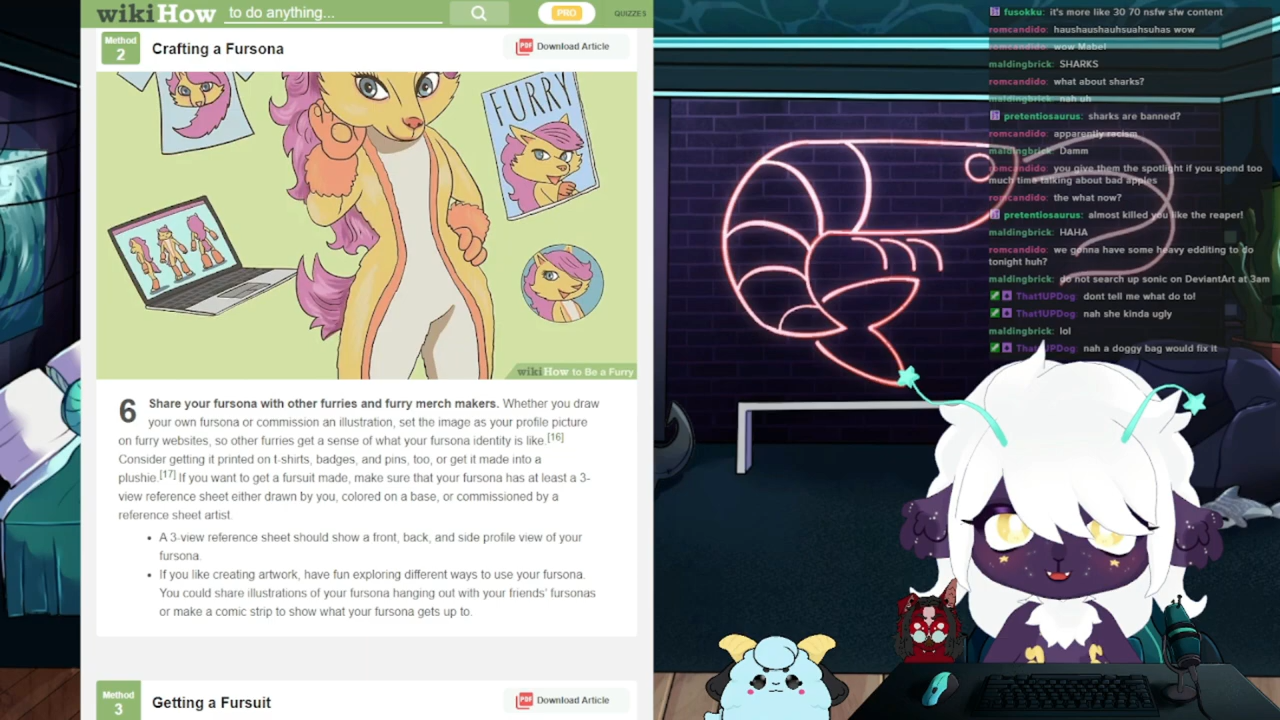 wikiHow to do anything...
PRO
QUIZZES
Method
2
Crafting a Fursona
PDF Download Article
FURRY
wikiHow to Be a Furry
6 Share your fursona with other furries and furry merch makers. Whether you draw
your own fursona or commission an illustration, set the image as your profile picture
on furry websites, so other furries get a sense of what your fursona identity is like.[16]
Consider getting it printed on t-shirts, badges, and pins, too, or get it made into a
plushie.[17] If you want to get a fursuit made, make sure that your fursona has at least a 3-
view reference sheet either drawn by you, colored on a base, or commissioned by a
reference sheet artist.
• A 3-view reference sheet should show a front, back, and side profile view of your
fursona.
• If you like creating artwork, have fun exploring different ways to use your fursona.
You could share illustrations of your fursona hanging out with your friends' fursonas
or make a comic strip to show what your fursona gets up to.
Method
3
Getting a Fursuit
PDF Download Article
fusokku: it's more like 30 70 nsfw sfw content
romcandido: haushaushauhsuahsuhas wow
romcandido: wow Mabel
maldingbrick: SHARKS
romcandido: what about sharks?
maldingbrick: nah uh
pretentiosaurus: sharks are banned?
romcandido: apparently racism
maldingbrick: Damm
romcandido: you give them the spotlight if you spend too
much time talking about bad apples
romcandido: the what now?
pretentiosaurus: almost killed you like the reaper!
maldingbrick: HAHA
romcandido: we gonna have some heavy edditing to do
tonight huh?
maldingbrick: do not search up sonic on DeviantArt at 3am
That1UPDog: dont tell me what do to!
That1UPDog: nah she kinda ugly
maldingbrick: lol
That1UPDog: nah a doggy bag would fix it